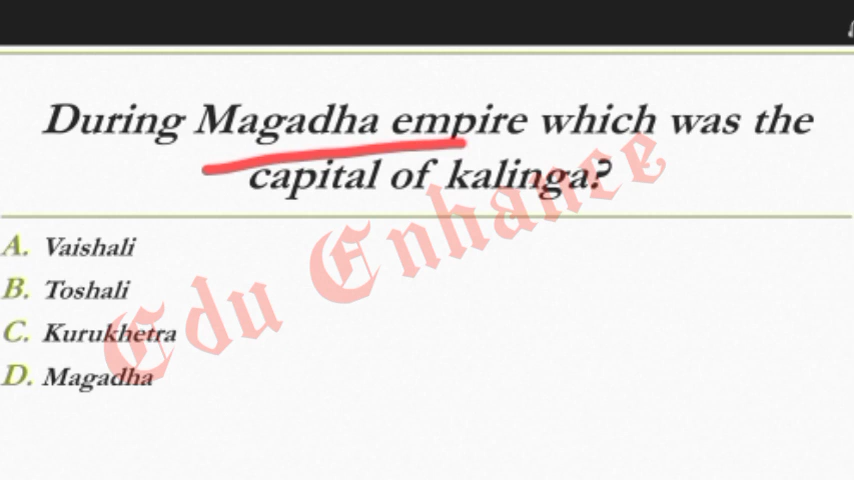 During Magadha empire which was the
capital of kalinga?
A. Vaishali
B. Toshali
C. Kurukhetra
D. Magadha
Edu Enhance